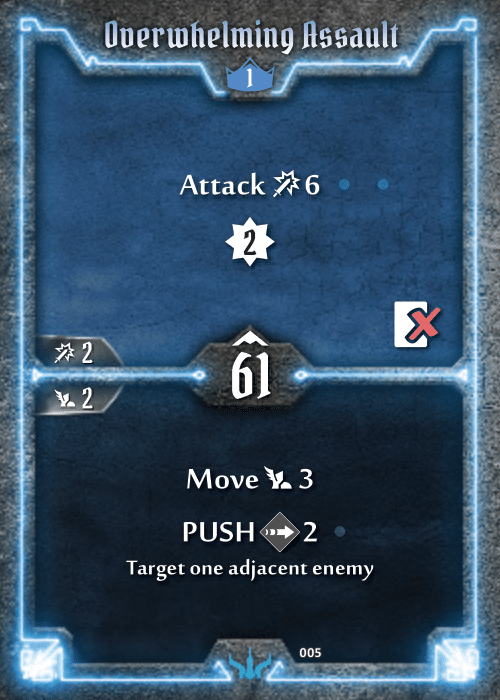 Overwhelming Assault
1
Attack 6
2
2
61
2
Move 3
PUSH 2
Target one adjacent enemy
005